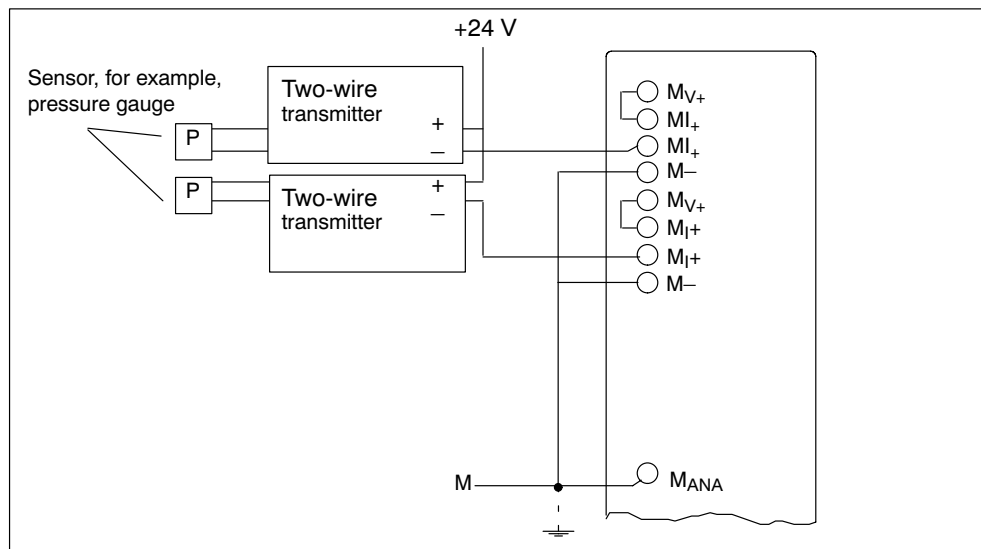 +24 V
Sensor, for example,
pressure gauge
Two-wire
transmitter
+
–
P
MV+
MI+
MI+
M–
P
Two-wire
transmitter
+
–
MV+
MI+
MI+
M–
M
MANA